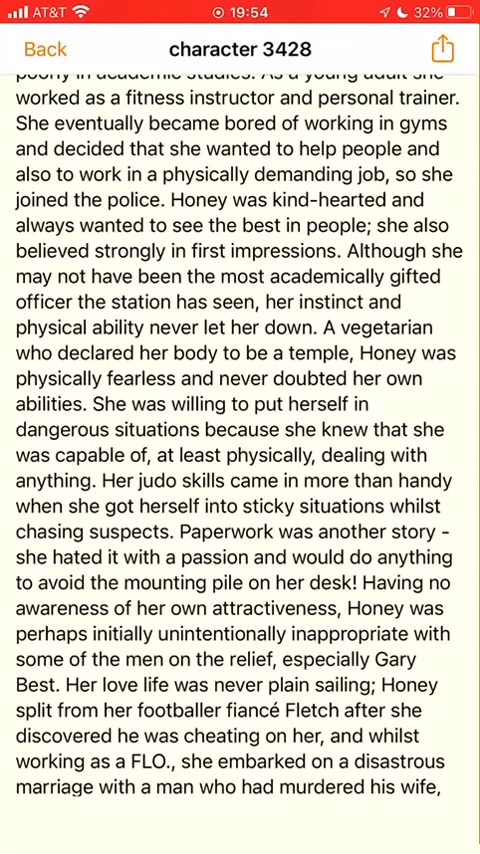 AT&T 19:54 32%
Back character 3428
poorly in academic studies. As a young adult she
worked as a fitness instructor and personal trainer.
She eventually became bored of working in gyms
and decided that she wanted to help people and
also to work in a physically demanding job, so she
joined the police. Honey was kind-hearted and
always wanted to see the best in people; she also
believed strongly in first impressions. Although she
may not have been the most academically gifted
officer the station has seen, her instinct and
physical ability never let her down. A vegetarian
who declared her body to be a temple, Honey was
physically fearless and never doubted her own
abilities. She was willing to put herself in
dangerous situations because she knew that she
was capable of, at least physically, dealing with
anything. Her judo skills came in more than handy
when she got herself into sticky situations whilst
chasing suspects. Paperwork was another story -
she hated it with a passion and would do anything
to avoid the mounting pile on her desk! Having no
awareness of her own attractiveness, Honey was
perhaps initially unintentionally inappropriate with
some of the men on the relief, especially Gary
Best. Her love life was never plain sailing; Honey
split from her footballer fiancé Fletch after she
discovered he was cheating on her, and whilst
working as a FLO., she embarked on a disastrous
marriage with a man who had murdered his wife,